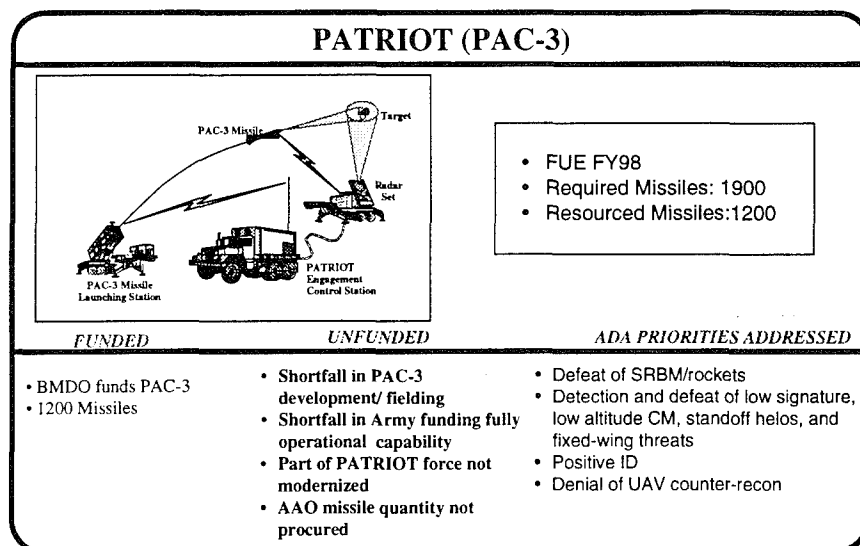 PATRIOT (PAC-3)
PAC-3 Missile
Target
Radar
Set
PATRIOT
Engagement
Control Station
PAC-3 Missile
Launching Station
• FUE FY98
• Required Missiles: 1900
• Resourced Missiles:1200
FUNDED
UNFUNDED
ADA PRIORITIES ADDRESSED
• BMDO funds PAC-3
• 1200 Missiles
• Shortfall in PAC-3
development/ fielding
• Shortfall in Army funding fully
operational capability
• Part of PATRIOT force not
modernized
• AAO missile quantity not
procured
• Defeat of SRBM/rockets
• Detection and defeat of low signature,
low altitude CM, standoff helos, and
fixed-wing threats
• Positive ID
• Denial of UAV counter-recon